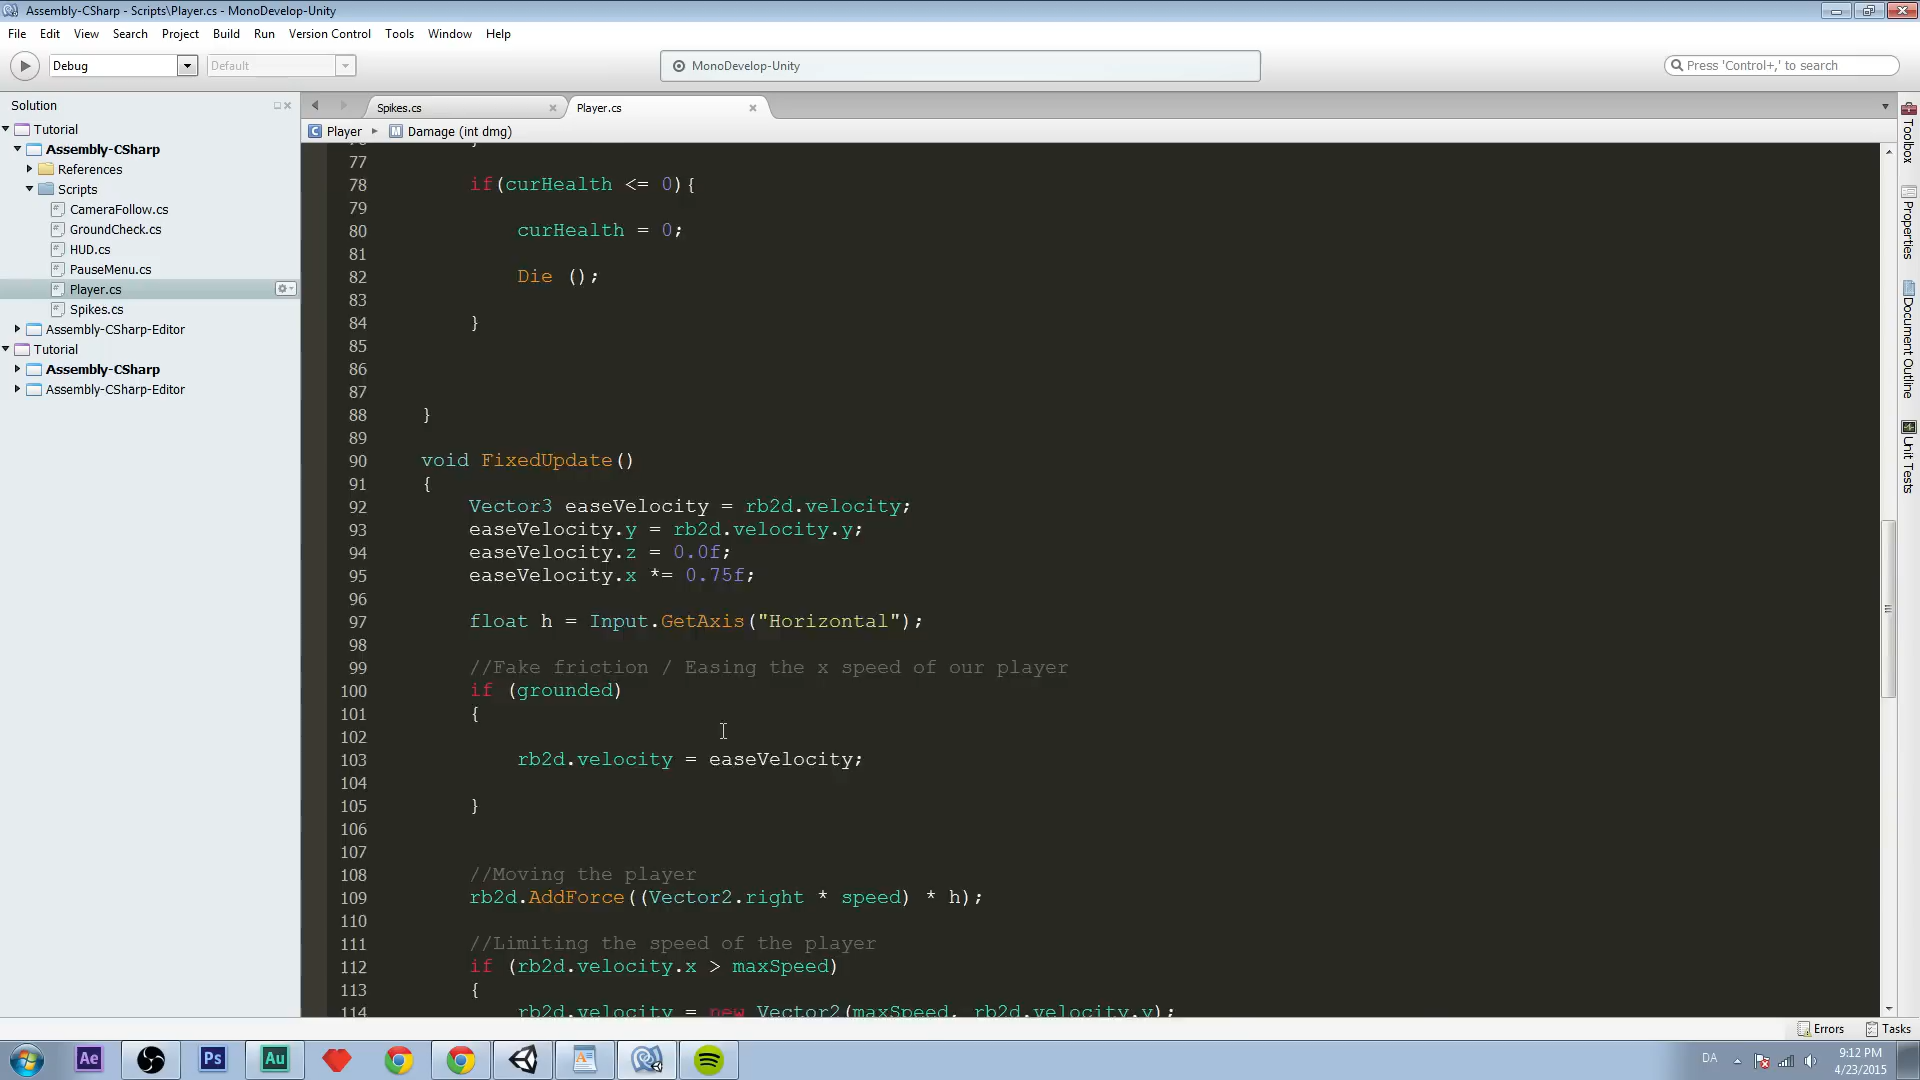 Assembly-CSharp - Scripts\Player.cs - MonoDevelop-Unity
File Edit View Search Project Build Run Version Control Tools Window Help
Debug Default MonoDevelop-Unity Press 'Control+,' to search
Solution
Spikes.cs Player.cs
Player Damage (int dmg)
Tutorial
Assembly-CSharp
References
Scripts
CameraFollow.cs
GroundCheck.cs
HUD.cs
PauseMenu.cs
Player.cs
Spikes.cs
Assembly-CSharp-Editor
Tutorial
Assembly-CSharp
Assembly-CSharp-Editor
76 }
77
78 if(curHealth <= 0){
79
80 curHealth = 0;
81
82 Die ();
83
84 }
85
86
87
88 }
89
90 void FixedUpdate()
91 {
92 Vector3 easeVelocity = rb2d.velocity;
93 easeVelocity.y = rb2d.velocity.y;
94 easeVelocity.z = 0.0f;
95 easeVelocity.x *= 0.75f;
96
97 float h = Input.GetAxis("Horizontal");
98
99 //Fake friction / Easing the x speed of our player
100 if (grounded)
101 {
102
103 rb2d.velocity = easeVelocity;
104
105 }
106
107
108 //Moving the player
109 rb2d.AddForce((Vector2.right * speed) * h);
110
111 //Limiting the speed of the player
112 if (rb2d.velocity.x > maxSpeed)
113 {
114 rb2d.velocity = new Vector2(maxSpeed, rb2d.velocity.y);
Toolbox
Properties
Document Outline
Unit Tests
Errors Tasks
Ae Ps Au
DA
9:12 PM
4/23/2015